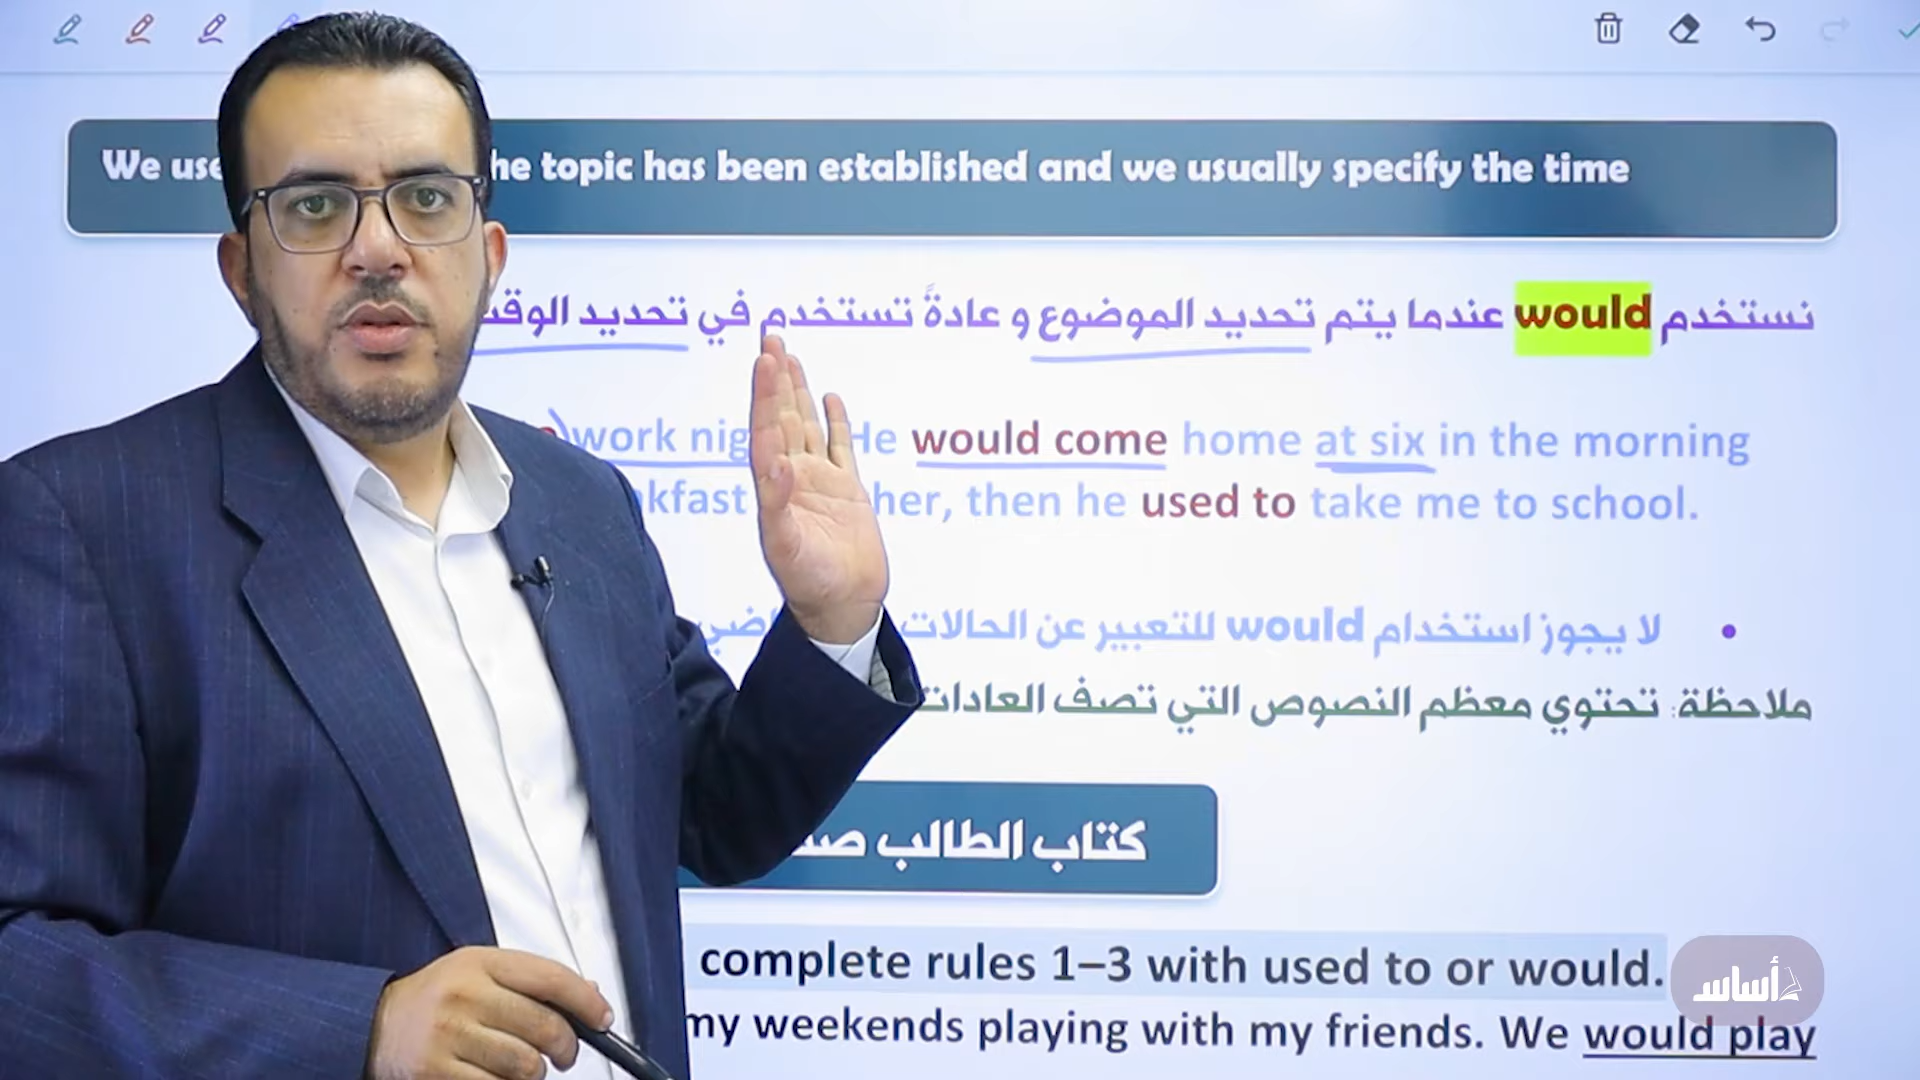 We use he topic has been established and we usually specify the time
نستخدم would عندما يتم تحديد الموضوع و عادةً تستخدم في تحديد الوقت
work nig He would come home at six in the morning
akfast her, then he used to take me to school.
• لا يجوز استخدام would للتعبير عن الحالات
ملاحظة: تحتوي معظم النصوص التي تصف العادات
كتاب الطالب
complete rules 1–3 with used to or would.
my weekends playing with my friends. We would play
أساس